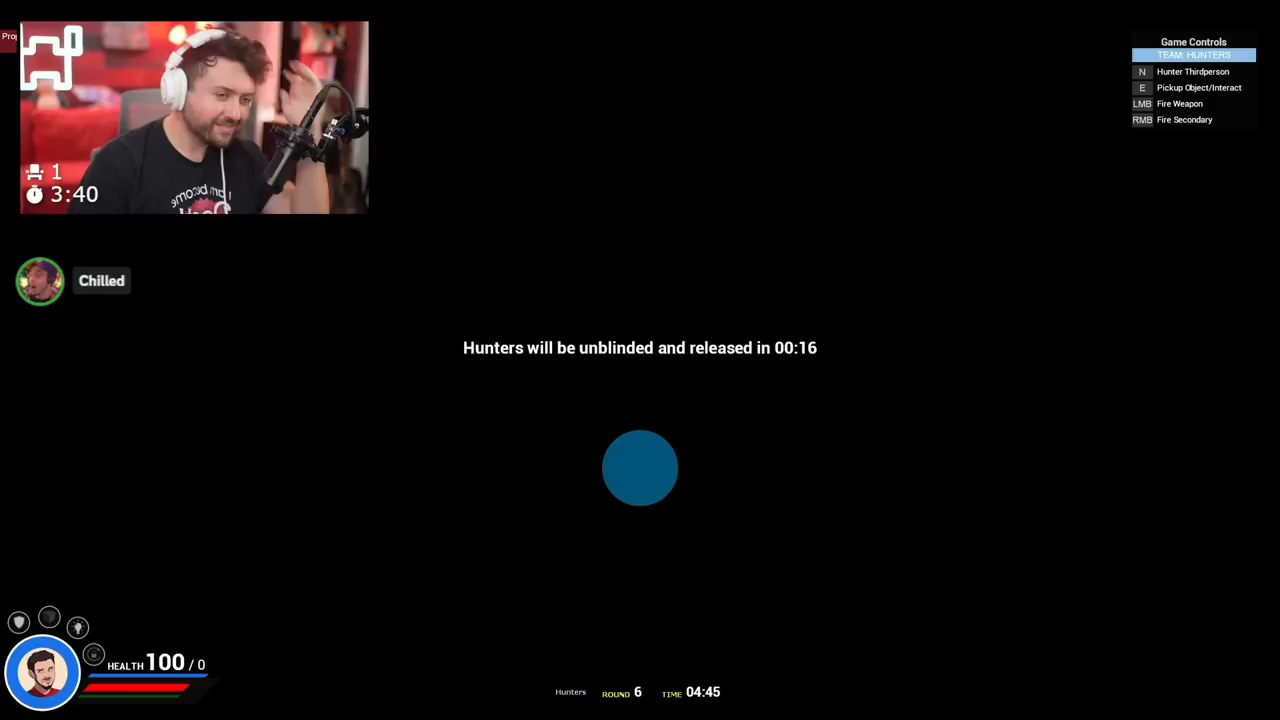 Prop
1
3:40
Chilled
Game Controls
TEAM: HUNTERS
N Hunter Thirdperson
E Pickup Object/Interact
LMB Fire Weapon
RMB Fire Secondary
Hunters will be unblinded and released in 00:16
HEALTH 100 / 0
Hunters ROUND 6 TIME 04:45